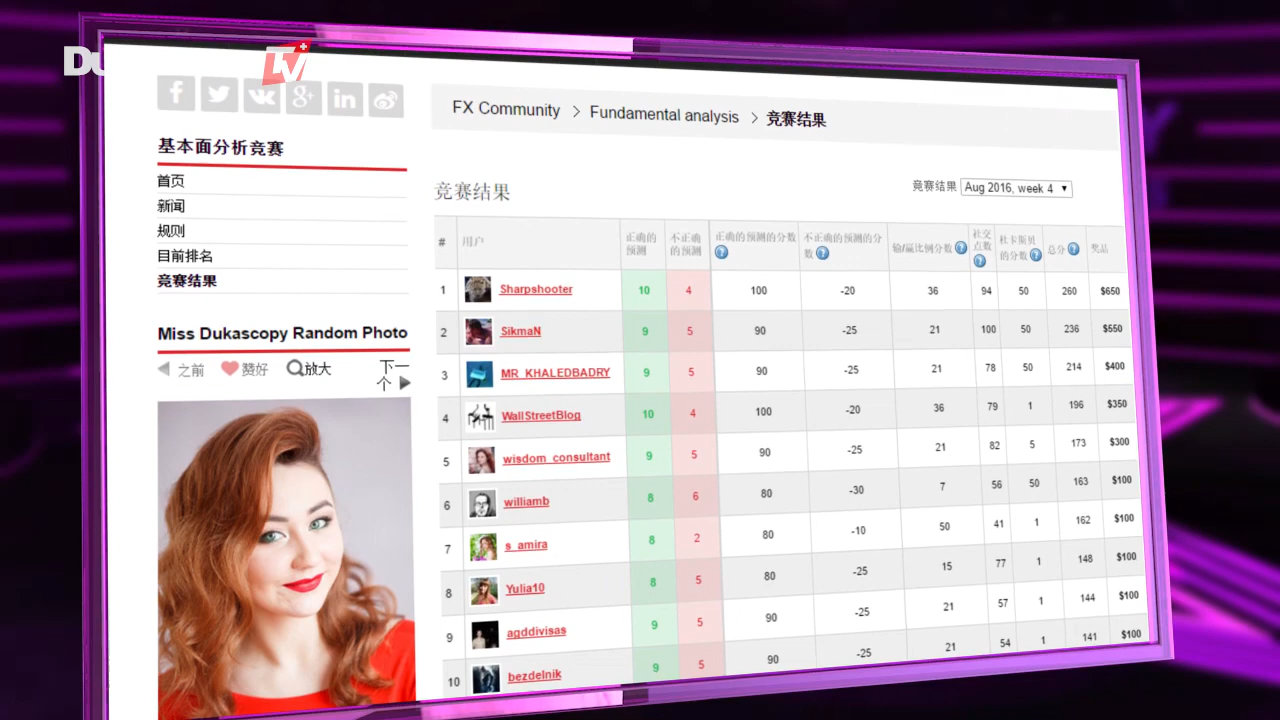 Du
TV
f
g+
in
FX Community > Fundamental analysis > 竞赛结果
基本面分析竞赛
首页
新闻
规则
目前排名
竞赛结果
Miss Dukascopy Random Photo
之前 赞好 放大 下一个
竞赛结果
竞赛结果 Aug 2016, week 4
# 用户 正确的预测 不正确的预测 正确的预测的分数 ? 不正确的预测的分数 ? 输/赢比例分数 ? 社交点数 ? 杜卡斯贝的分数 ? 总分 ? 奖品
1 Sharpshooter 10 4 100 -20 36 94 50 260 $650
2 SikmaN 9 5 90 -25 21 100 50 236 $550
3 MR_KHALEDBADRY 9 5 90 -25 21 78 50 214 $400
4 WallStreetBlog 10 4 100 -20 36 79 1 196 $350
5 wisdom_consultant 9 5 90 -25 21 82 5 173 $300
6 williamb 8 6 80 -30 7 56 50 163 $100
7 s_amira 8 2 80 -10 50 41 1 162 $100
8 Yulia10 8 5 80 -25 15 77 1 148 $100
9 agddivisas 9 5 90 -25 21 57 1 144 $100
10 bezdelnik 9 5 90 -25 21 54 1 141 $100